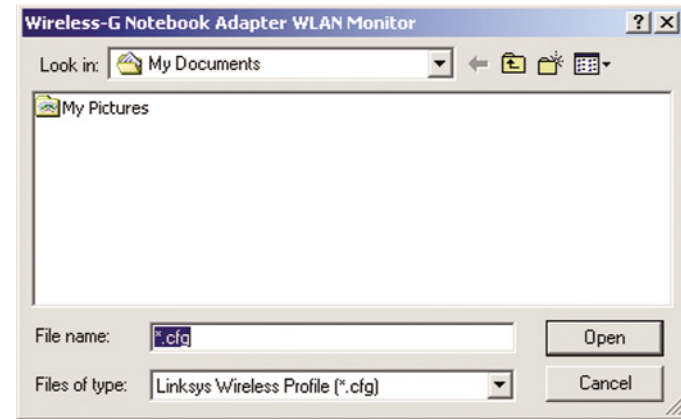 Wireless-G Notebook Adapter WLAN Monitor
Look in: My Documents
My Pictures
File name: *.cfg
Open
Files of type: Linksys Wireless Profile (*.cfg)
Cancel